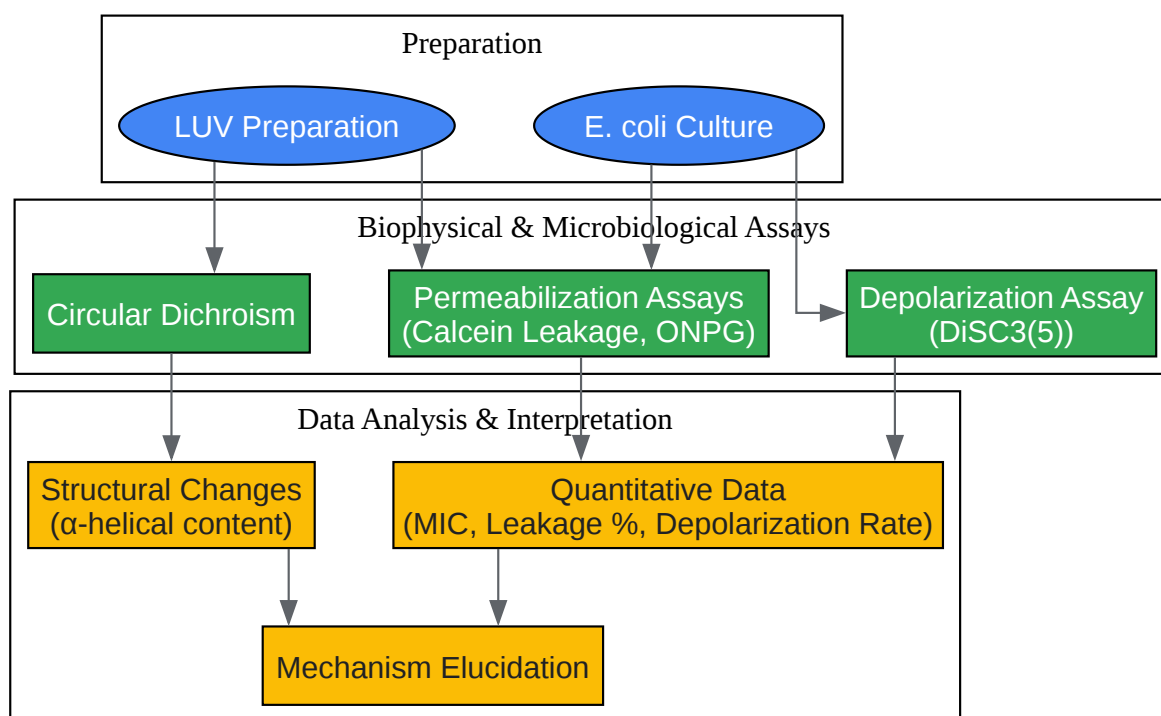 Preparation
LUV Preparation
E. coli Culture
Biophysical & Microbiological Assays
Circular Dichroism
Permeabilization Assays
(Calcein Leakage, ONPG)
Depolarization Assay
(DiSC3(5))
Data Analysis & Interpretation
Structural Changes
(α-helical content)
Quantitative Data
(MIC, Leakage %, Depolarization Rate)
Mechanism Elucidation